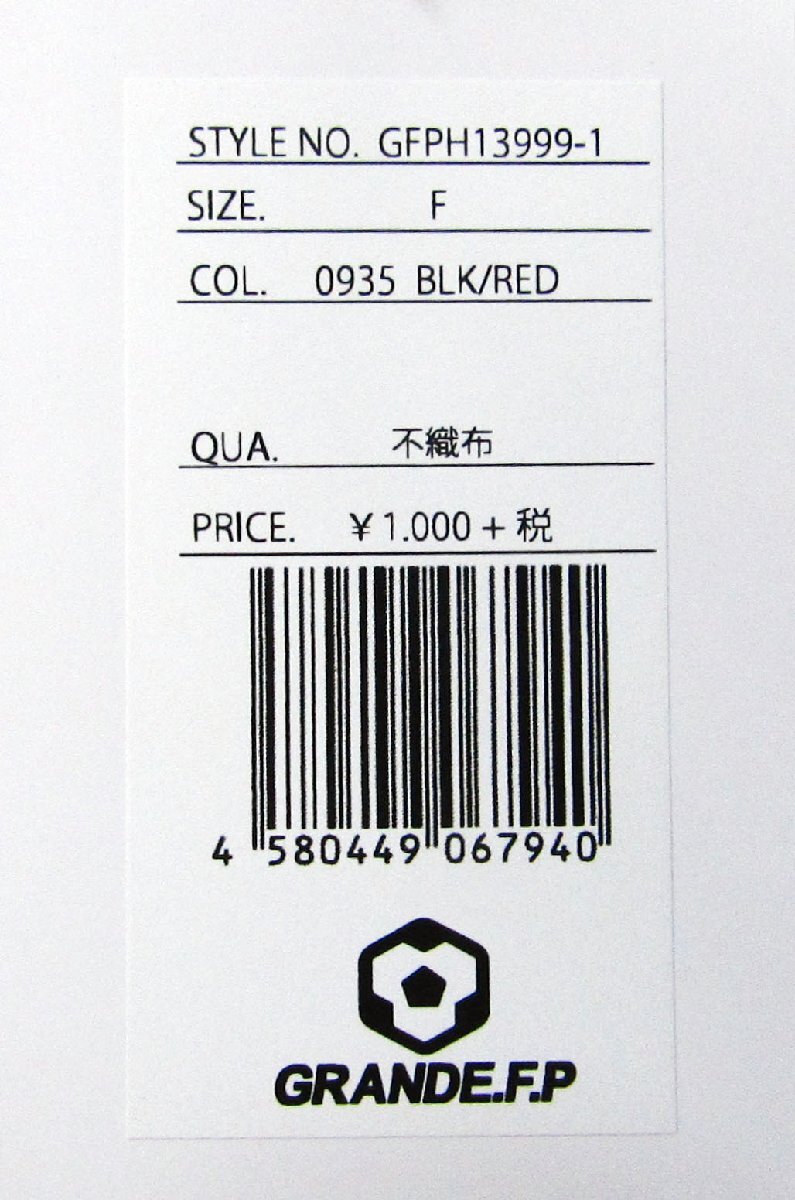 STYLE NO. GFPH13999-1
SIZE. F
COL. 0935 BLK/RED
QUA. 不織布
PRICE. ¥1.000+税
4 580449 067940
GRANDE.F.P